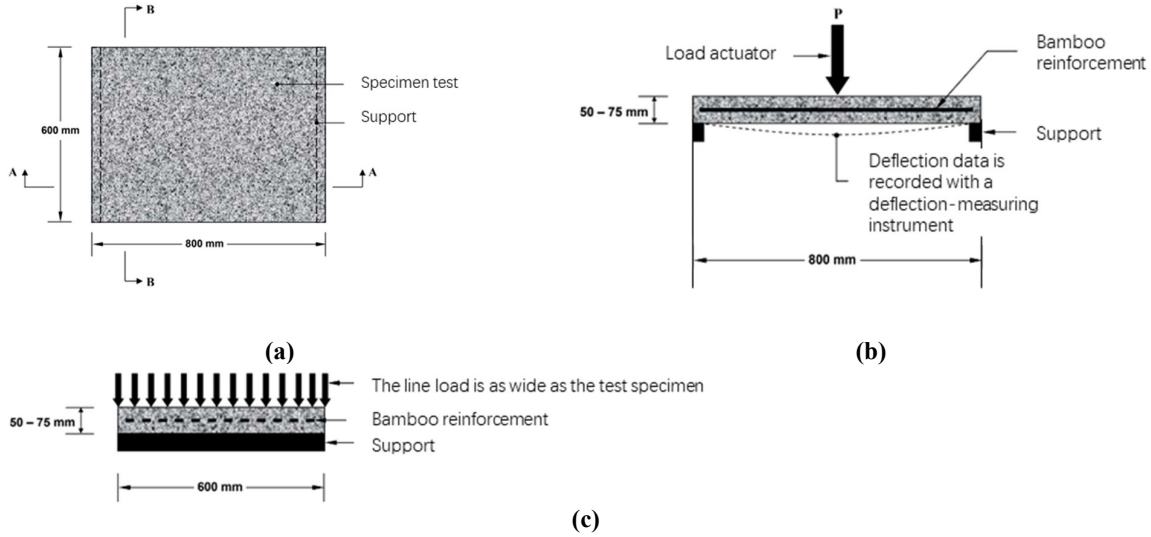 B
Specimen test
Support
600 mm
A
A
800 mm
B
(a)
P
Load actuator
Bamboo
reinforcement
50 – 75 mm
Support
Deflection data is
recorded with a
deflection-measuring
instrument
800 mm
(b)
The line load is as wide as the test specimen
50 – 75 mm
Bamboo reinforcement
Support
600 mm
(c)